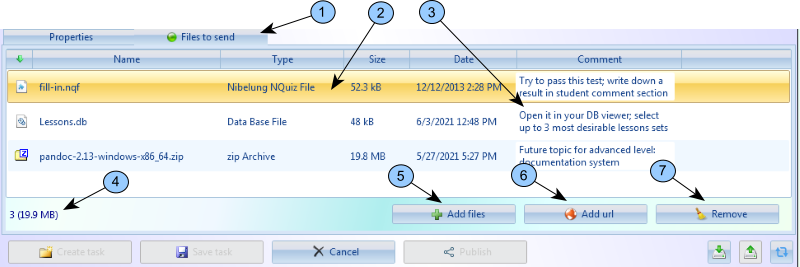 1 2 3
Properties Files to send
Name Type Size Date Comment
fill-in.nqf Nibelung NQuiz File 52.3 kB 12/12/2013 2:28 PM Try to pass this test; write down a
result in student comment section
Lessons.db Data Base File 48 kB 6/3/2021 12:48 PM Open it in your DB viewer; select
up to 3 most desirable lessons sets
pandoc-2.13-windows-x86_64.zip zip Archive 19.8 MB 5/27/2021 5:27 PM Future topic for advanced level:
documentation system
4 5 6 7
3 (19.9 MB) Add files Add url Remove
Create task Save task Cancel Publish